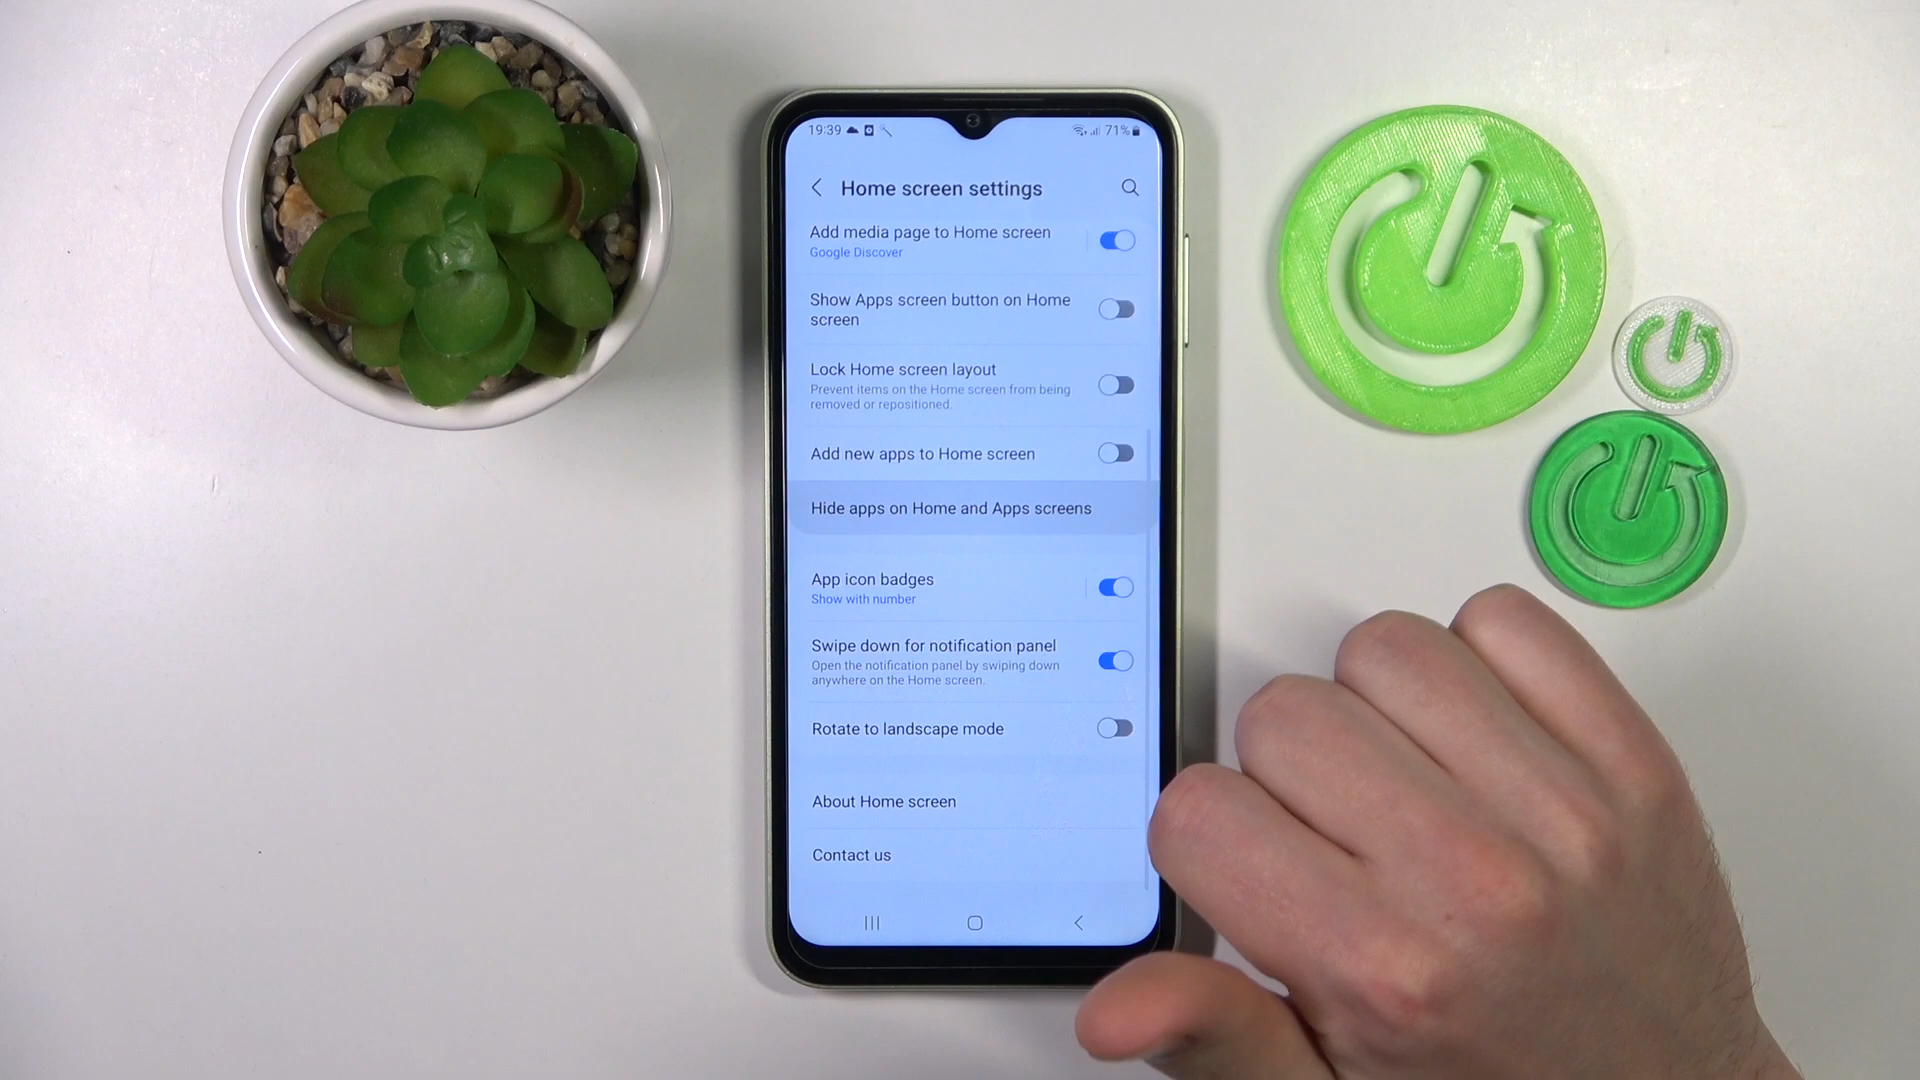 19:39
71%
Home screen settings
Add media page to Home screen
Google Discover
Show Apps screen button on Home
screen
Lock Home screen layout
Prevent items on the Home screen from being
removed or repositioned.
Add new apps to Home screen
Hide apps on Home and Apps screens
App icon badges
Show with number
Swipe down for notification panel
Open the notification panel by swiping down
anywhere on the Home screen.
Rotate to landscape mode
About Home screen
Contact us